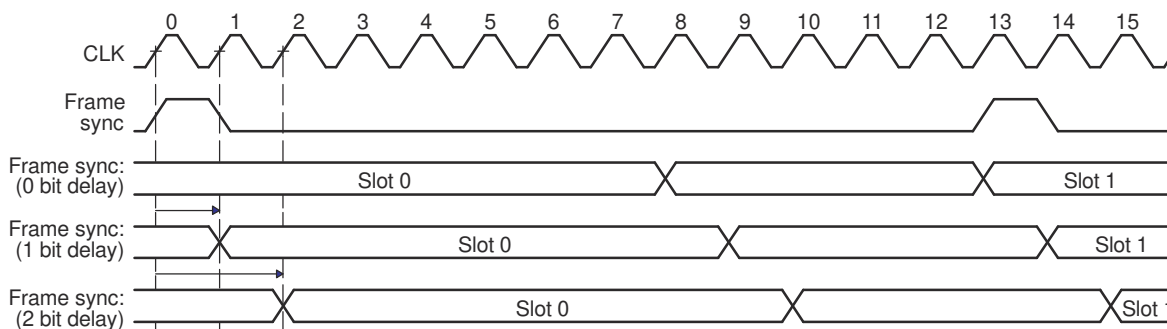 0 1 2 3 4 5 6 7 8 9 10 11 12 13 14 15
CLK
Frame
sync
Frame sync:
(0 bit delay)
Slot 0
Slot 1
Frame sync:
(1 bit delay)
Slot 0
Slot 1
Frame sync:
(2 bit delay)
Slot 0
Slot 1